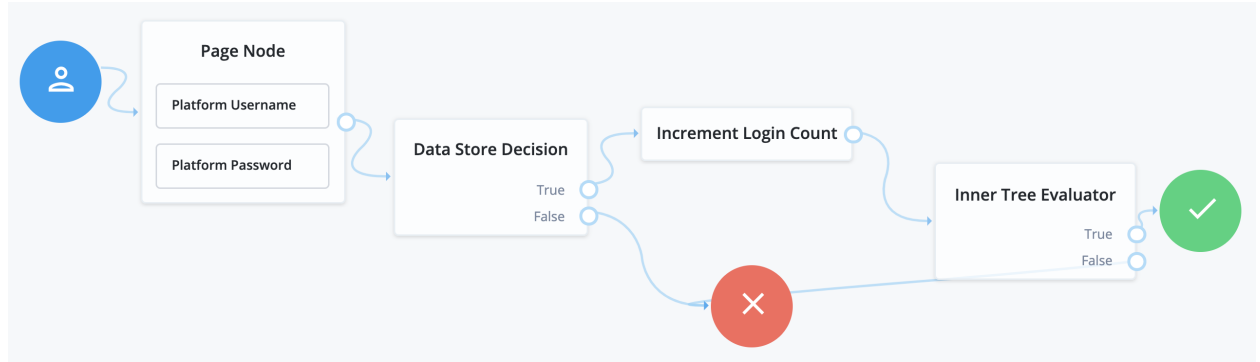 Page Node
Platform Username
Platform Password
Data Store Decision
True
False
Increment Login Count
Inner Tree Evaluator
True
False